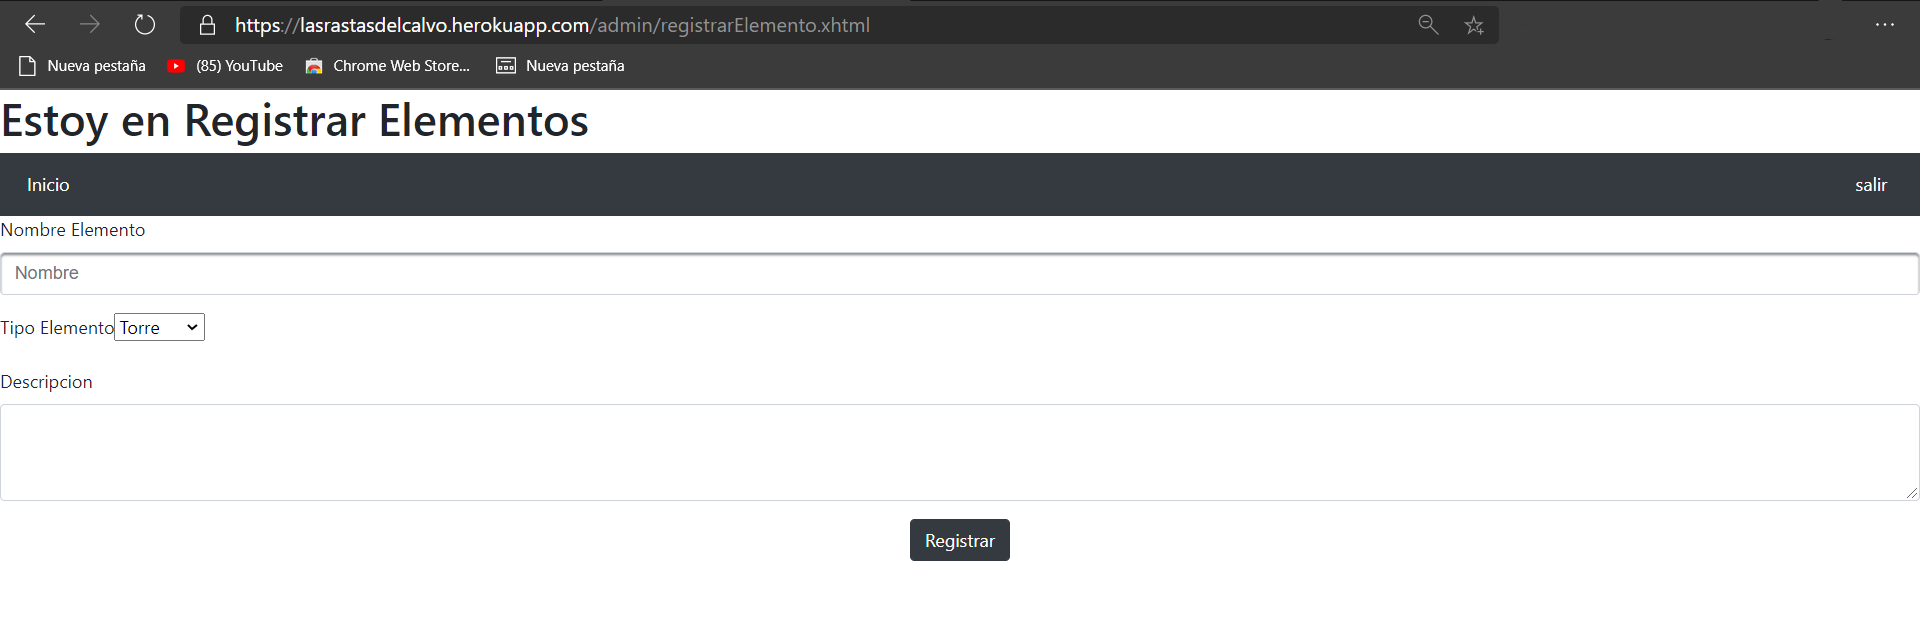 https://lasrastasdelcalvo.herokuapp.com/admin/registrarElemento.xhtml
Nueva pestaña (85) YouTube Chrome Web Store... Nueva pestaña
Estoy en Registrar Elementos
Inicio salir
Nombre Elemento
Nombre
Tipo Elemento Torre
Descripcion
Registrar